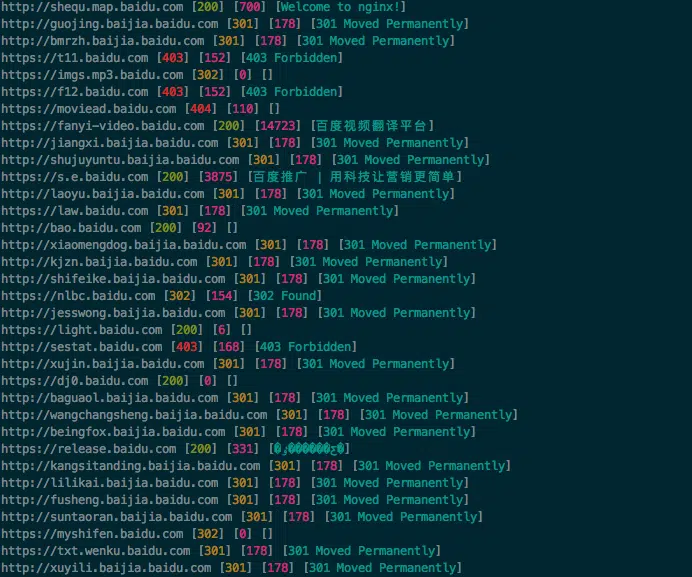 http://shequ.map.baidu.com [200] [700] [Welcome to nginx!]
http://guojing.baijia.baidu.com [301] [178] [301 Moved Permanently]
http://bmrzh.baidu.com [301] [178] [301 Moved Permanently]
https://t11.baidu.com [403] [152] [403 Forbidden]
https://imgs.mp3.baidu.com [302] [0] []
https://f12.baidu.com [403] [152] [403 Forbidden]
https://moviead.baidu.com [404] [110] []
https://fanyi-video.baidu.com [200] [14723] [百度视频翻译平台]
http://jiangxi.baijia.baidu.com [301] [178] [301 Moved Permanently]
http://shujuyuntu.baijia.baidu.com [301] [178] [301 Moved Permanently]
https://s.e.baidu.com [200] [3875] [百度推广 | 用科技让营销更简单]
http://laoyu.baijia.baidu.com [301] [178] [301 Moved Permanently]
http://law.baidu.com [301] [178] [301 Moved Permanently]
http://bao.baidu.com [200] [92] []
http://xiaomengdog.baijia.baidu.com [301] [178] [301 Moved Permanently]
http://kjzn.baijia.baidu.com [301] [178] [301 Moved Permanently]
http://shifeike.baijia.baidu.com [301] [178] [301 Moved Permanently]
https://nlbc.baidu.com [302] [154] [302 Found]
http://jesswong.baijia.baidu.com [301] [178] [301 Moved Permanently]
https://light.baidu.com [200] [6] []
http://sestat.baidu.com [403] [168] [403 Forbidden]
http://xujin.baijia.baidu.com [301] [178] [301 Moved Permanently]
https://dj0.baidu.com [200] [0] []
http://baguaol.baijia.baidu.com [301] [178] [301 Moved Permanently]
http://wangchangsheng.baijia.baidu.com [301] [178] [301 Moved Permanently]
http://beingfox.baijia.baidu.com [301] [178] [301 Moved Permanently]
https://release.baidu.com [200] [331]
http://kangsitanding.baijia.baidu.com [301] [178] [301 Moved Permanently]
http://lilikai.baijia.baidu.com [301] [178] [301 Moved Permanently]
http://fusheng.baijia.baidu.com [301] [178] [301 Moved Permanently]
http://suntaoran.baijia.baidu.com [301] [178] [301 Moved Permanently]
https://myshifen.baidu.com [302] [0] []
https://txt.wenku.baidu.com [301] [178] [301 Moved Permanently]
http://xuyili.baijia.baidu.com [301] [178] [301 Moved Permanently]